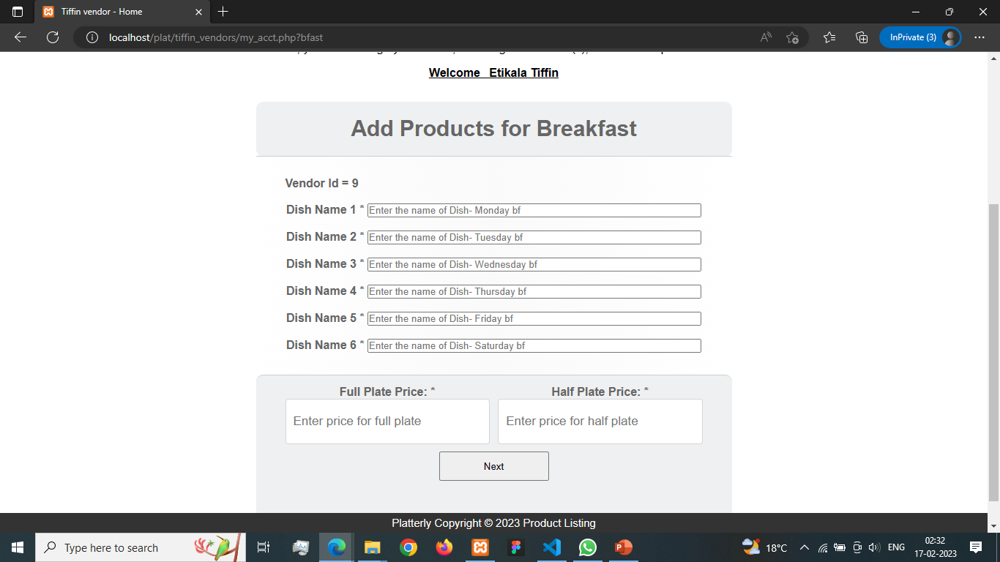 Tiffin vendor - Home
localhost/plat/tiffin_vendors/my_acct.php?bfast
InPrivate (3)
Welcome Etikala Tiffin
Add Products for Breakfast
Vendor Id = 9
Dish Name 1 * Enter the name of Dish- Monday bf
Dish Name 2 * Enter the name of Dish- Tuesday bf
Dish Name 3 * Enter the name of Dish- Wednesday bf
Dish Name 4 * Enter the name of Dish- Thursday bf
Dish Name 5 * Enter the name of Dish- Friday bf
Dish Name 6 * Enter the name of Dish- Saturday bf
Full Plate Price: * Half Plate Price: *
Enter price for full plate Enter price for half plate
Next
Platterly Copyright © 2023 Product Listing
Type here to search 18°C ENG 02:32
17-02-2023